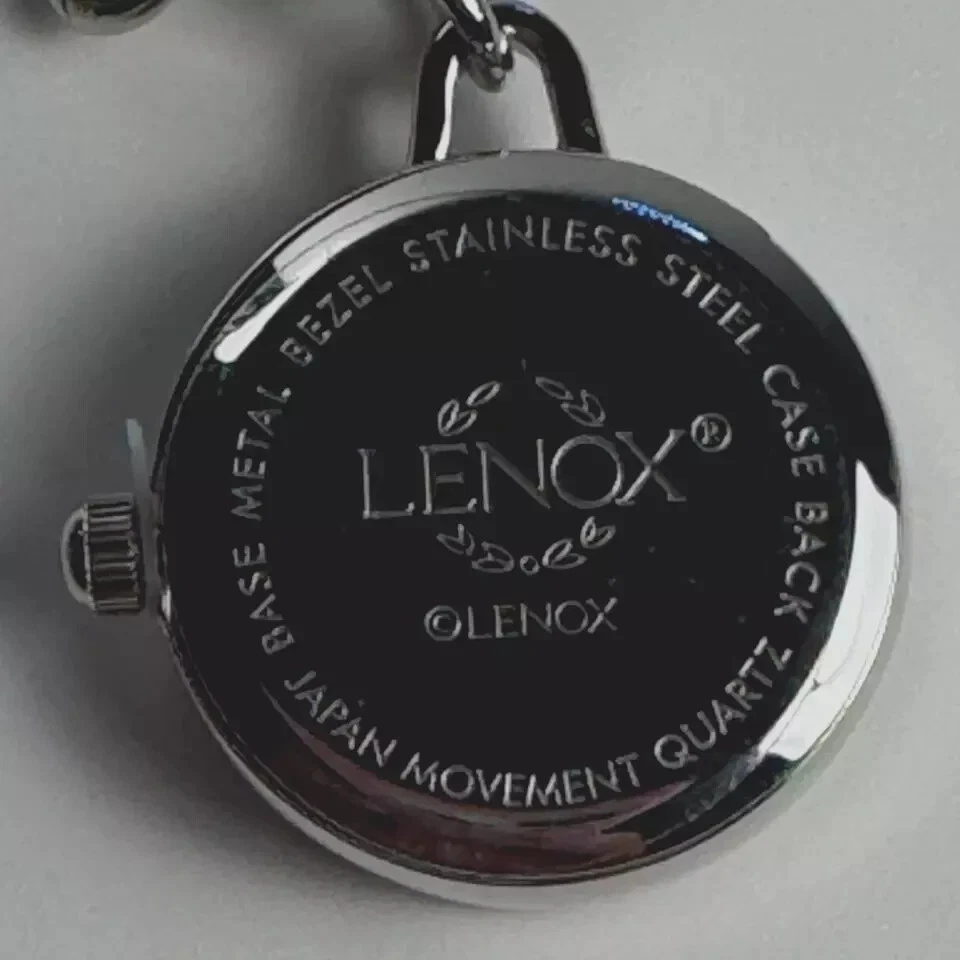 BASE METAL BEZEL STAINLESS STEEL CASE BACK
LENOX®
©LENOX
JAPAN MOVEMENT QUARTZ